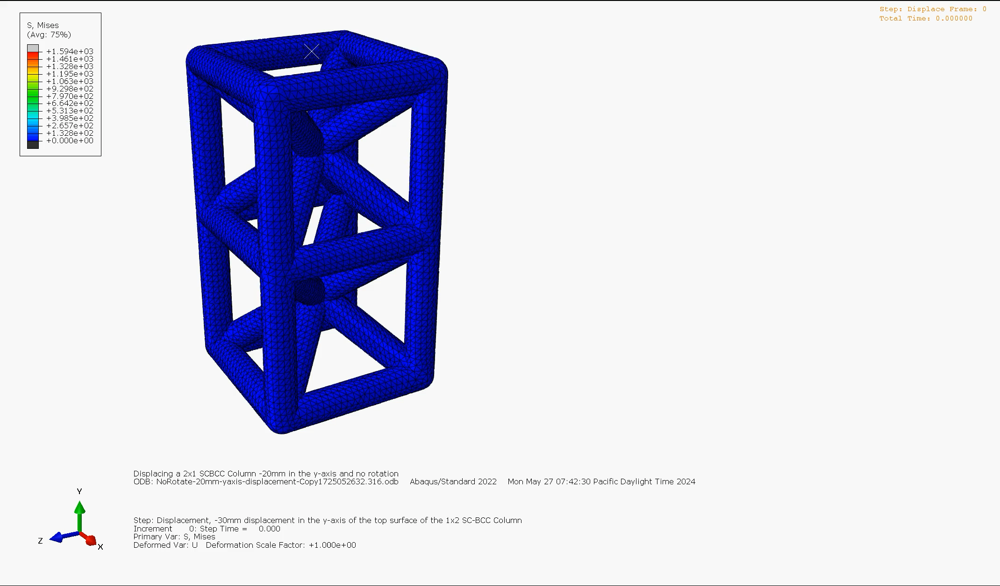 S, Mises
(Avg: 75%)
+1.594e+03
+1.461e+03
+1.328e+03
+1.195e+03
+1.063e+03
+9.298e+02
+7.970e+02
+6.642e+02
+5.313e+02
+3.985e+02
+2.657e+02
+1.328e+02
+0.000e+00
Step: Displace Frame: 0
Total Time: 0.000000
Displacing a 2x1 SCBCC Column -20mm in the y-axis and no rotation
ODB: NoRotate-20mm-yaxis-displacement-Copy1725052632.316.odb Abaqus/Standard 2022 Mon May 27 07:42:30 Pacific Daylight Time 2024
Y
Z
X
Step: Displacement, -30mm displacement in the y-axis of the top surface of the 1x2 SC-BCC Column
Increment 0: Step Time = 0.000
Primary Var: S, Mises
Deformed Var: U Deformation Scale Factor: +1.000e+00